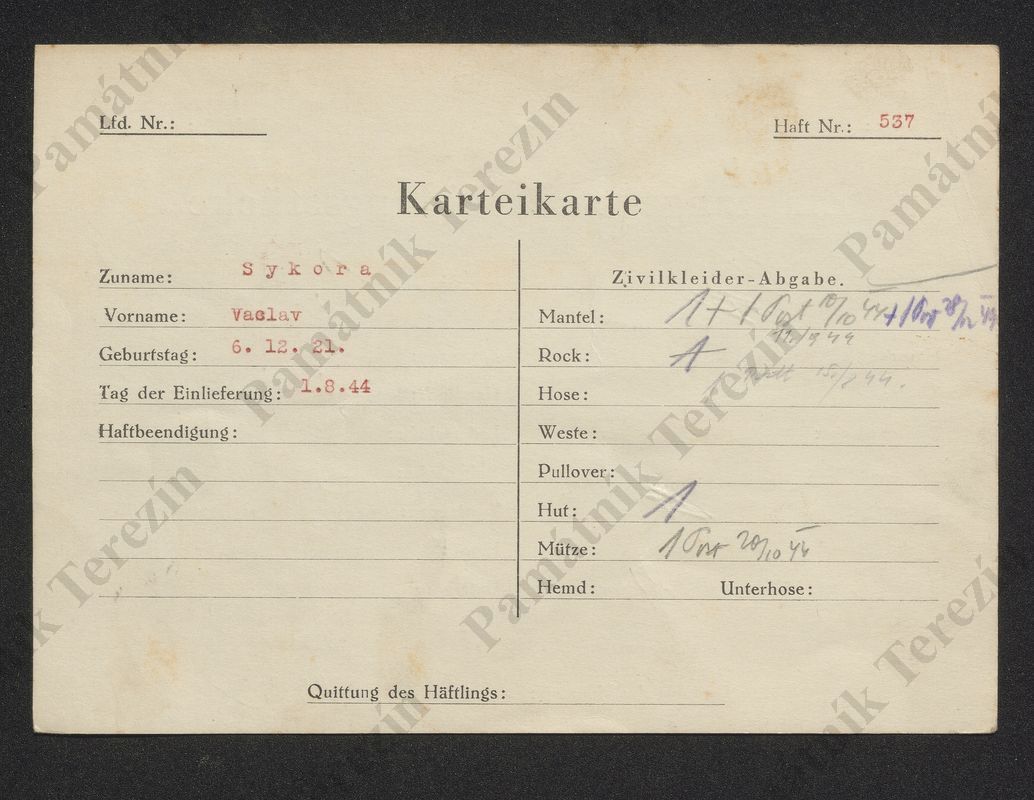 Lfd. Nr.:
Haft Nr.: 537
Karteikarte
Zuname: Sykora
Vorname: Vaclav
Geburtstag: 6. 12. 21.
Tag der Einlieferung: 1.8.44
Haftbeendigung:
Zivilkleider-Abgabe.
Mantel: 1 + 1
Rock: 1
Hose:
Weste:
Pullover:
Hut: 1
Mütze: 1
Hemd: Unterhose:
Quittung des Häftlings:
Památník Terezín